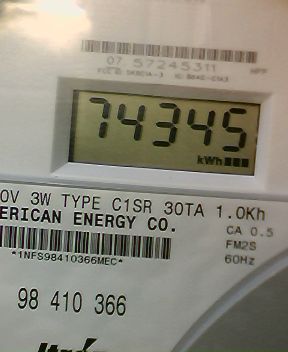 07 57245311
74345
kWh
0V 3W TYPE C1SR 30TA 1.0Kh
ERICAN ENERGY CO.
CA 0.5
FM2S
*1NFS98410366MEC*
60Hz
98 410 366
Itron